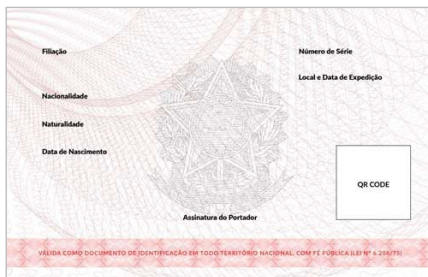 Filiação
Número de Série
Local e Data de Expedição
Nacionalidade
Naturalidade
Data de Nascimento
QR CODE
Assinatura do Portador
VÁLIDA COMO DOCUMENTO DE IDENTIFICAÇÃO EM TODO TERRITÓRIO NACIONAL, COM FÉ PÚBLICA (LEI Nº 6.206/75)